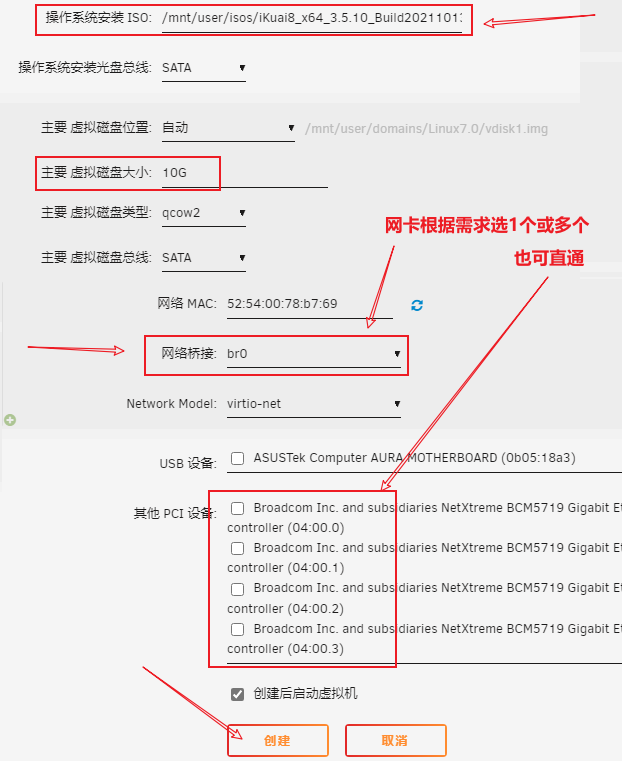 操作系统安装 ISO: /mnt/user/isos/iKuai8_x64_3.5.10_Build20211013
操作系统安装光盘总线: SATA
主要 虚拟磁盘位置: 自动 /mnt/user/domains/Linux7.0/vdisk1.img
主要 虚拟磁盘大小: 10G
主要 虚拟磁盘类型: qcow2
网卡根据需求选1个或多个
也可直通
主要 虚拟磁盘总线: SATA
网络 MAC: 52:54:00:78:b7:69
网络桥接: br0
Network Model: virtio-net
USB 设备: ASUSTek Computer AURA MOTHERBOARD (0b05:18a3)
其他 PCI 设备: Broadcom Inc. and subsidiaries NetXtreme BCM5719 Gigabit Et
controller (04:00.0)
Broadcom Inc. and subsidiaries NetXtreme BCM5719 Gigabit Et
controller (04:00.1)
Broadcom Inc. and subsidiaries NetXtreme BCM5719 Gigabit Et
controller (04:00.2)
Broadcom Inc. and subsidiaries NetXtreme BCM5719 Gigabit Et
controller (04:00.3)
创建后启动虚拟机
创建 取消